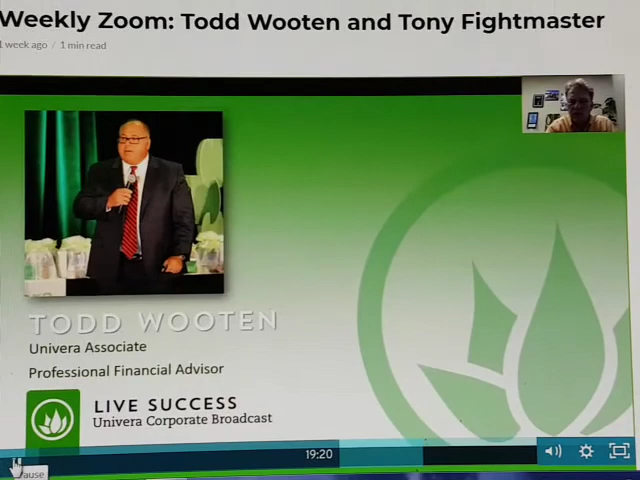 Weekly Zoom: Todd Wooten and Tony Fightmaster
1 week ago / 1 min read
TODD WOOTEN
Univera Associate
Professional Financial Advisor
LIVE SUCCESS
Univera Corporate Broadcast
19:20
Pause